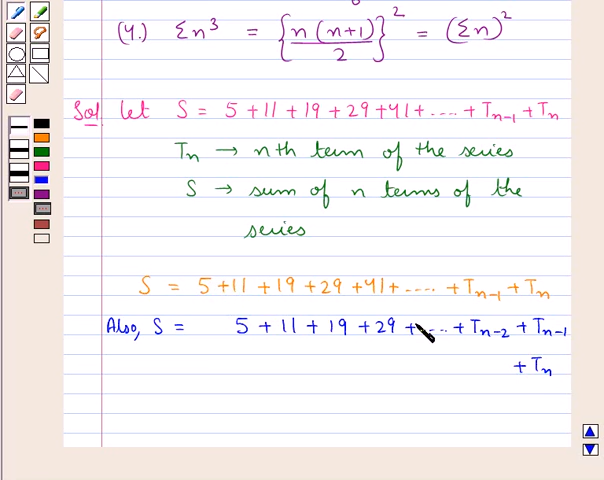 (4.) Σn³ = {n(n+1)/2}² = (Σn)²
Sol. Let S = 5 + 11 + 19 + 29 + 41 + ..... + Tn-1 + Tn
Tn → nth term of the series
S → sum of n terms of the
series
S = 5 + 11 + 19 + 29 + 41 + ..... + Tn-1 + Tn
Also, S = 5 + 11 + 19 + 29 + ..... + Tn-2 + Tn-1
+ Tn